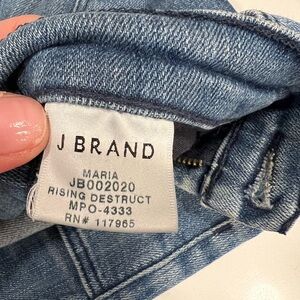 J BRAND
MARIA
JB002020
RISING DESTRUCT
MPO-4333
RN# 117965